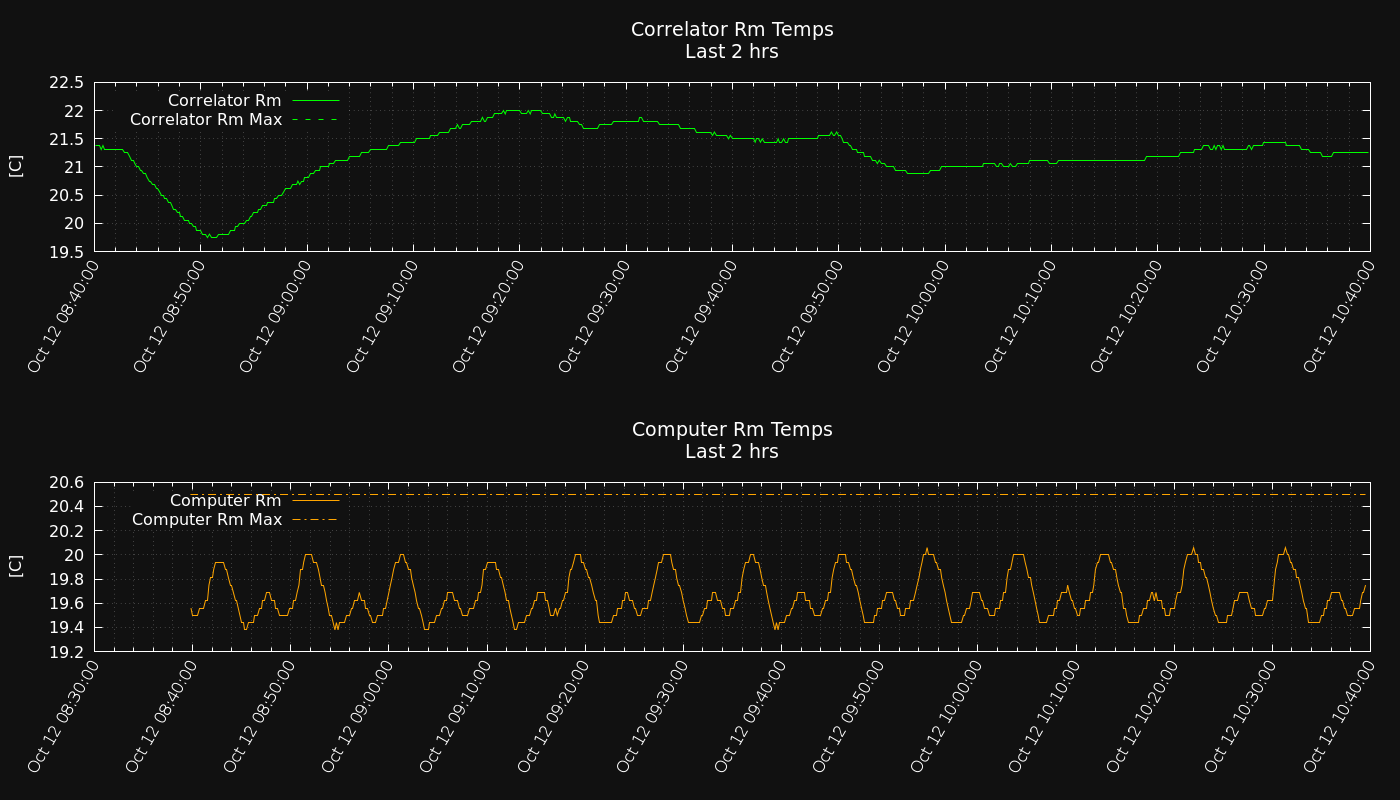 Correlator Rm Temps
Last 2 hrs
[C]
22.5
22
21.5
21
20.5
20
19.5
Correlator Rm
Correlator Rm Max
Oct 12 08:40:00
Oct 12 08:50:00
Oct 12 09:00:00
Oct 12 09:10:00
Oct 12 09:20:00
Oct 12 09:30:00
Oct 12 09:40:00
Oct 12 09:50:00
Oct 12 10:00:00
Oct 12 10:10:00
Oct 12 10:20:00
Oct 12 10:30:00
Oct 12 10:40:00
Computer Rm Temps
Last 2 hrs
[C]
20.6
20.4
20.2
20
19.8
19.6
19.4
19.2
Computer Rm
Computer Rm Max
Oct 12 08:30:00
Oct 12 08:40:00
Oct 12 08:50:00
Oct 12 09:00:00
Oct 12 09:10:00
Oct 12 09:20:00
Oct 12 09:30:00
Oct 12 09:40:00
Oct 12 09:50:00
Oct 12 10:00:00
Oct 12 10:10:00
Oct 12 10:20:00
Oct 12 10:30:00
Oct 12 10:40:00